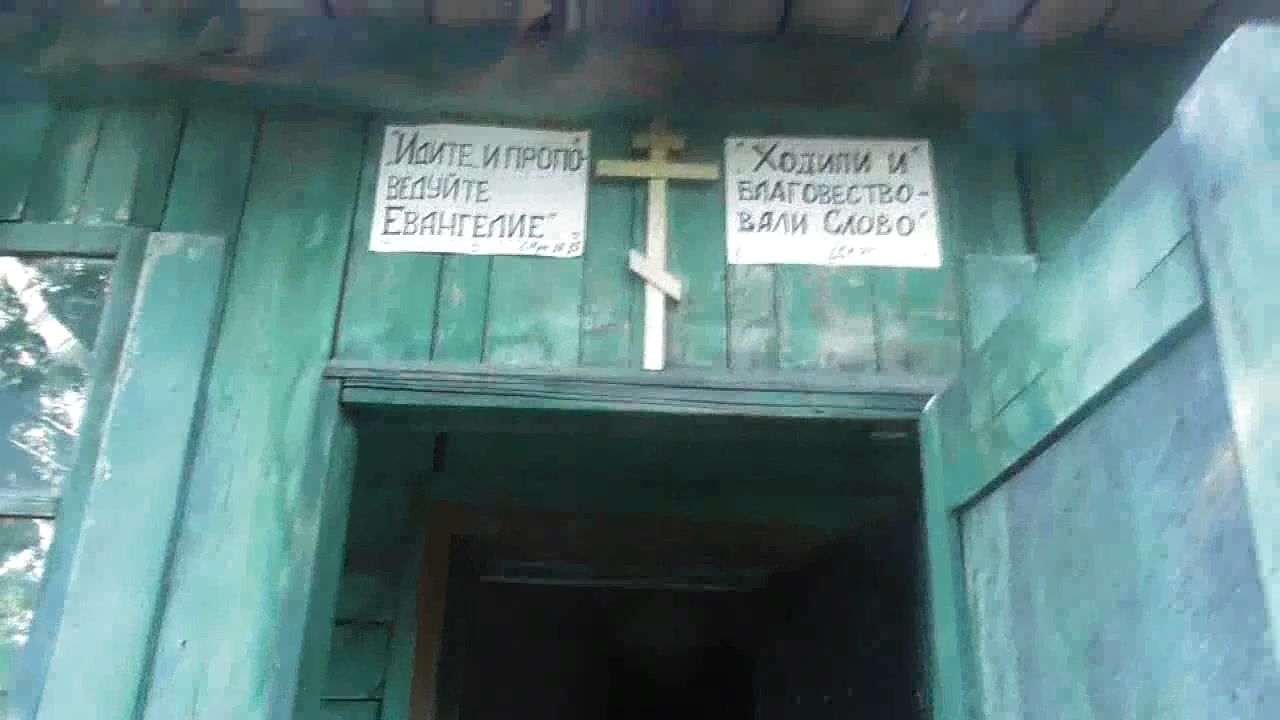 "Идите и пропо-
ведуйте
Евангелие"
"Ходили и"
благовество-
вали Слово"